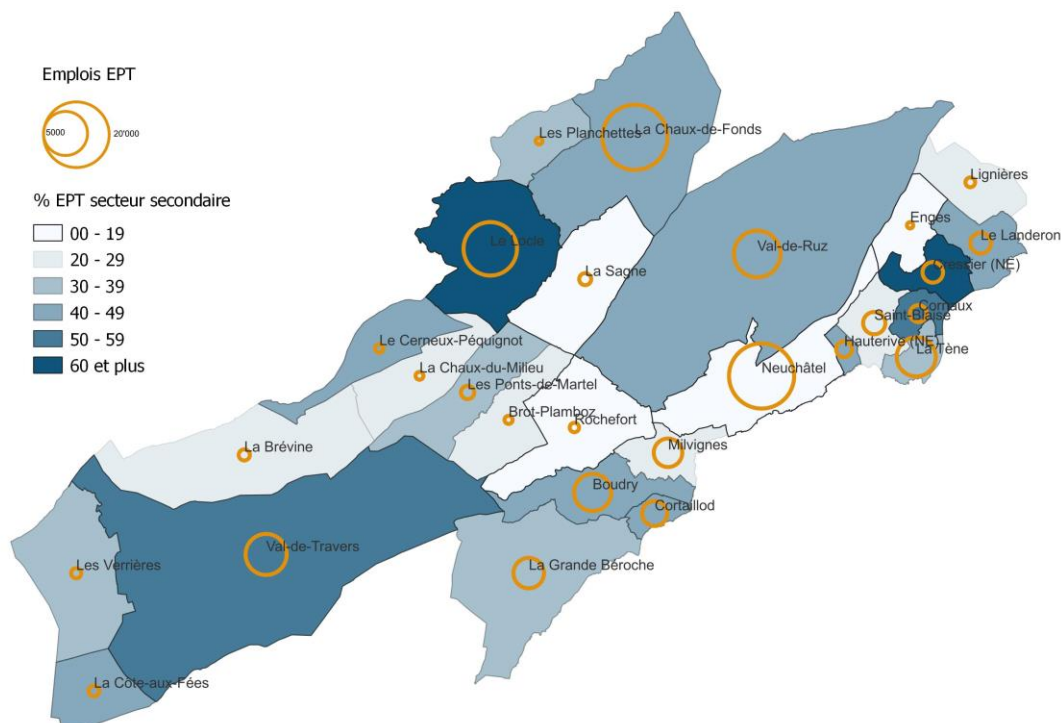 Emplois EPT
5000
20'000
% EPT secteur secondaire
00 - 19
20 - 29
30 - 39
40 - 49
50 - 59
60 et plus
Les Planchettes
La Chaux-de-Fonds
Lignières
Enges
Le Landeron
Le Locle
Val-de-Ruz
La Sagne
Cressier (NE)
Cornaux
Saint-Blaise
Hauterive (NE)
La Tène
Le Cerneux-Péquignot
Neuchâtel
La Chaux-du-Milieu
Les Ponts-de-Martel
Brot-Plamboz
Rochefort
La Brévine
Milvignes
Boudry
Cortaillod
Val-de-Travers
Les Verrières
La Grande Béroche
La Côte-aux-Fées